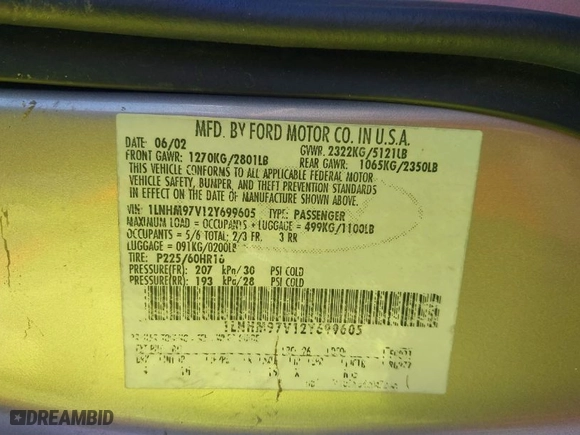 MFD. BY FORD MOTOR CO. IN U.S.A.
DATE 06/02 GVWR. 2322KG/5121LB
FRONT GAWR: 1270KG/2801LB REAR GAWR: 1065KG/2350LB
THIS VEHICLE CONFORMS TO ALL APPLICABLE FEDERAL MOTOR
VEHICLE SAFETY, BUMPER, AND THEFT PREVENTION STANDARDS
IN EFFECT ON THE DATE OF MANUFACTURE SHOWN ABOVE.
VIN: 1LNHM97V12Y699605 TYPE: PASSENGER
MAXIMUM LOAD = OCCUPANTS + LUGGAGE = 499KG/1100LB
OCCUPANTS = 5/6 TOTAL 2/3 FR. 3 RR
LUGGAGE = 091KG/0200LB
TIRE: P225/60HR16
PRESSURE(FR) 207 kPa/30 PSI COLD
PRESSURE(RR) 193 kPa/28 PSI COLD
1LNHM97V12Y699605
DREAMBID